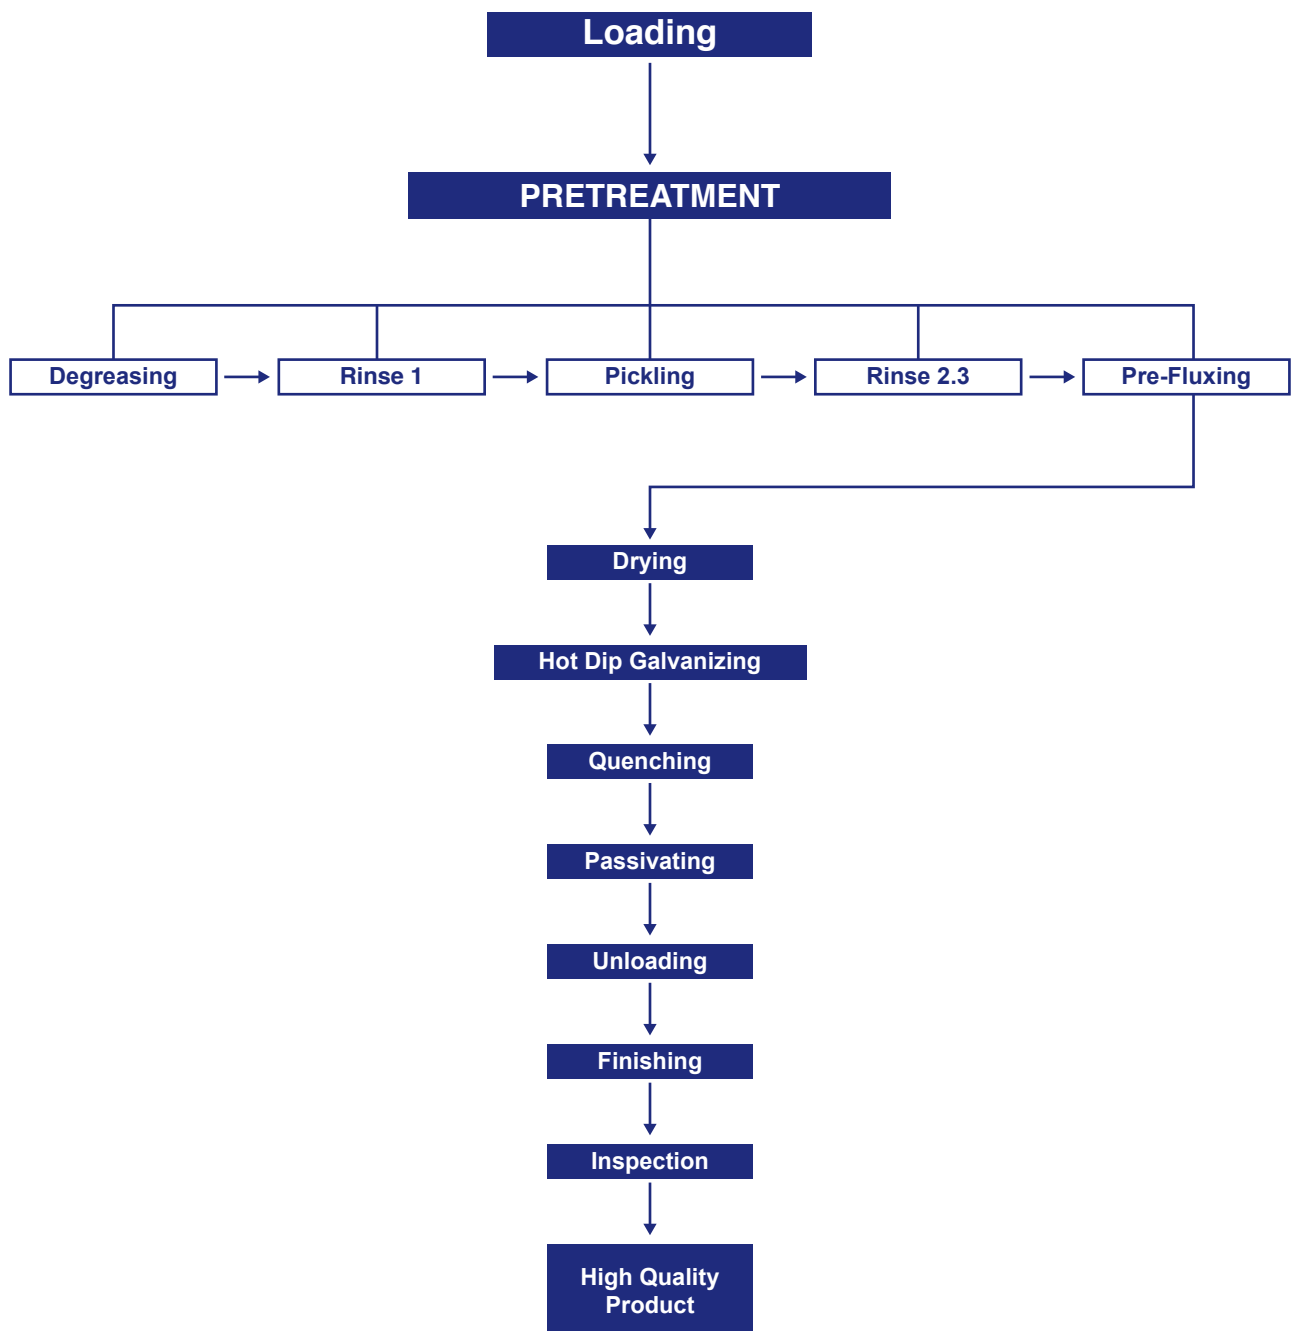 Loading
PRETREATMENT
Degreasing
Rinse 1
Pickling
Rinse 2.3
Pre-Fluxing
Drying
Hot Dip Galvanizing
Quenching
Passivating
Unloading
Finishing
Inspection
High Quality
Product